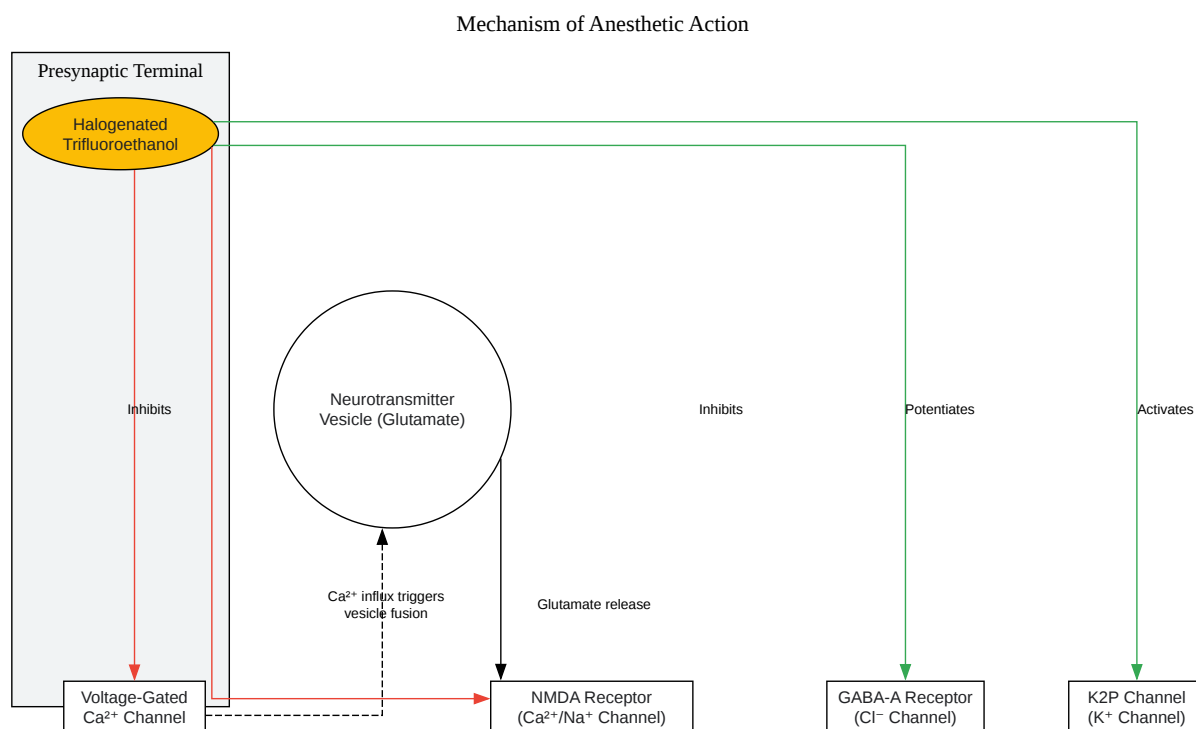 Mechanism of Anesthetic Action
Presynaptic Terminal
Halogenated
Trifluoroethanol
Inhibits
Neurotransmitter
Vesicle (Glutamate)
Inhibits
Potentiates
Activates
Ca²⁺ influx triggers
vesicle fusion
Glutamate release
Voltage-Gated
Ca²⁺ Channel
NMDA Receptor
(Ca²⁺/Na⁺ Channel)
GABA-A Receptor
(Cl⁻ Channel)
K2P Channel
(K⁺ Channel)